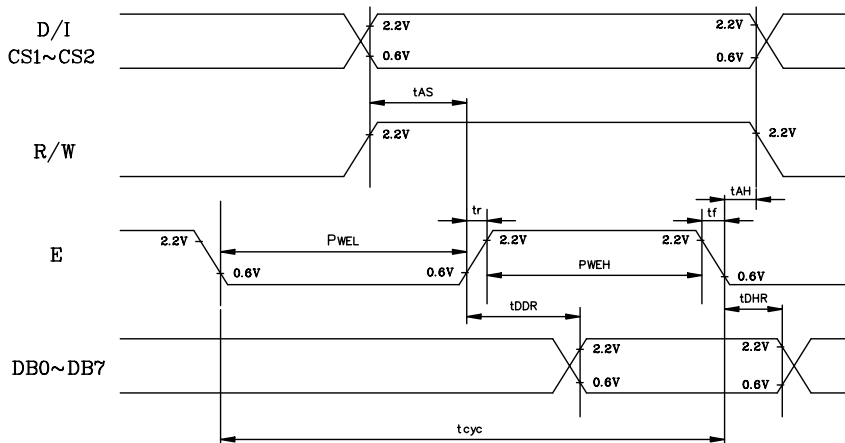 D/I
CS1~CS2
2.2V 2.2V
0.6V 0.6V
tAS
R/W
2.2V 2.2V
tAH
tr tf
E
2.2V PWEL 2.2V 2.2V
0.6V 0.6V PWEH 0.6V
tDDR tDHR
DB0~DB7
2.2V 2.2V
0.6V 0.6V
tcyc